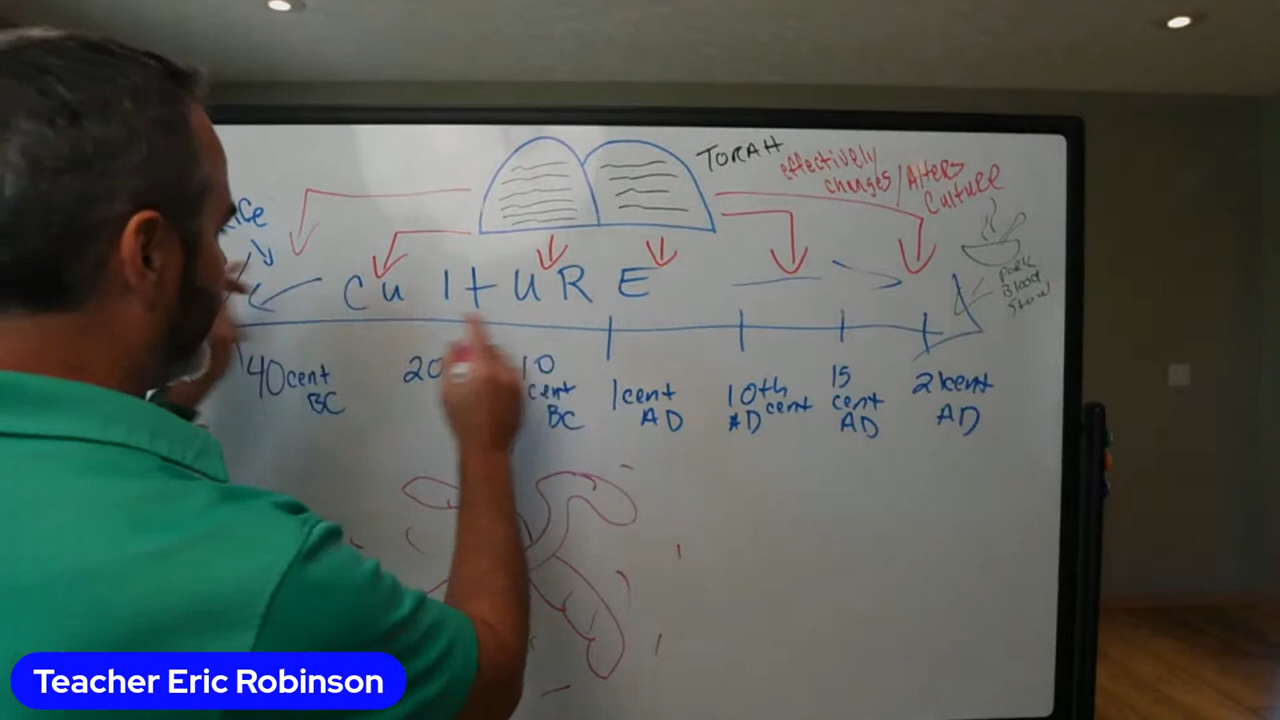 TORAH
effectively
changes/Alters
Culture
CultURE
Pork
Blood
40cent
BC
20
10
cent
BC
1cent
AD
10th
AD cent
15
cent
AD
21cent
AD
Teacher Eric Robinson